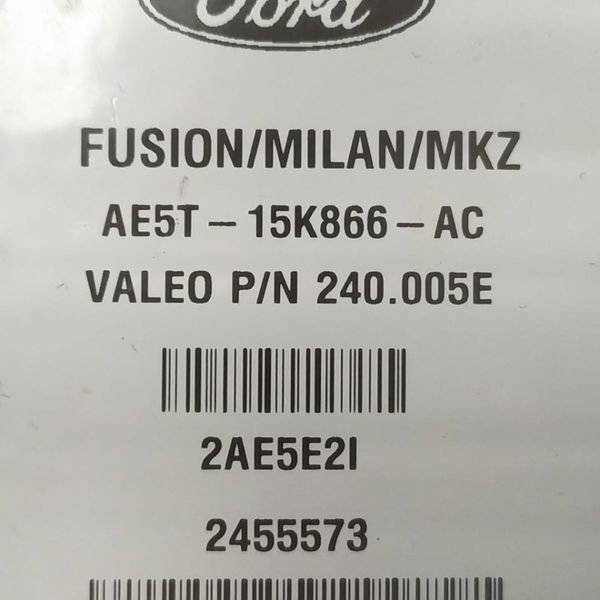 Ford
FUSION/MILAN/MKZ
AE5T – 15K866 – AC
VALEO P/N 240.005E
2AE5E2I
2455573